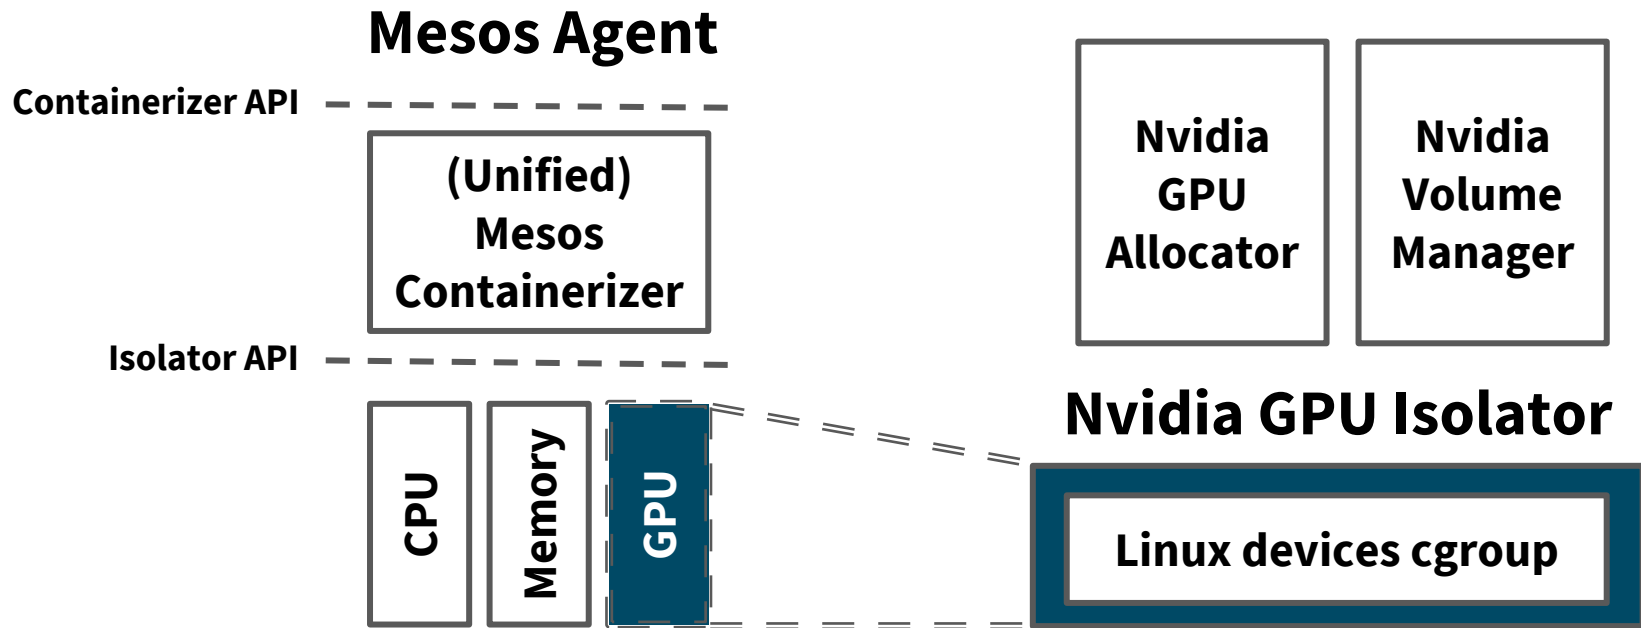 Mesos Agent
Containerizer API
(Unified)
Mesos
Containerizer
Isolator API
CPU
Memory
GPU
Nvidia
GPU
Allocator
Nvidia
Volume
Manager
Nvidia GPU Isolator
Linux devices cgroup